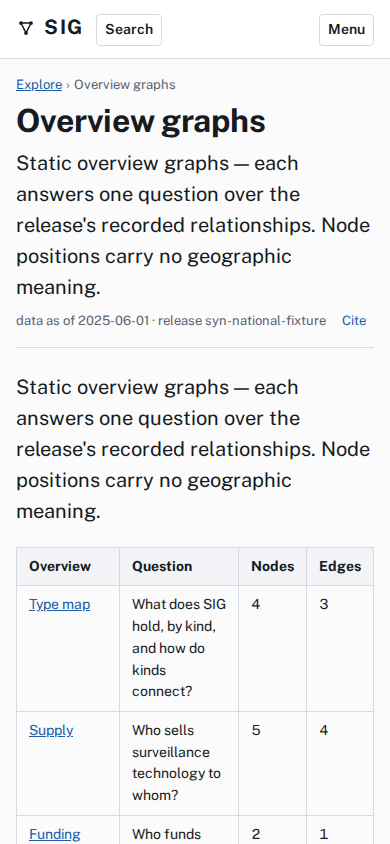 SIG Search Menu
Explore › Overview graphs
Overview graphs
Static overview graphs — each
answers one question over the
release's recorded relationships. Node
positions carry no geographic
meaning.
data as of 2025-06-01 · release syn-national-fixture Cite
Static overview graphs — each
answers one question over the
release's recorded relationships. Node
positions carry no geographic
meaning.
Overview Question Nodes Edges
Type map What does SIG 4 3
hold, by kind,
and how do
kinds
connect?
Supply Who sells 5 4
surveillance
technology to
whom?
Funding Who funds 2 1